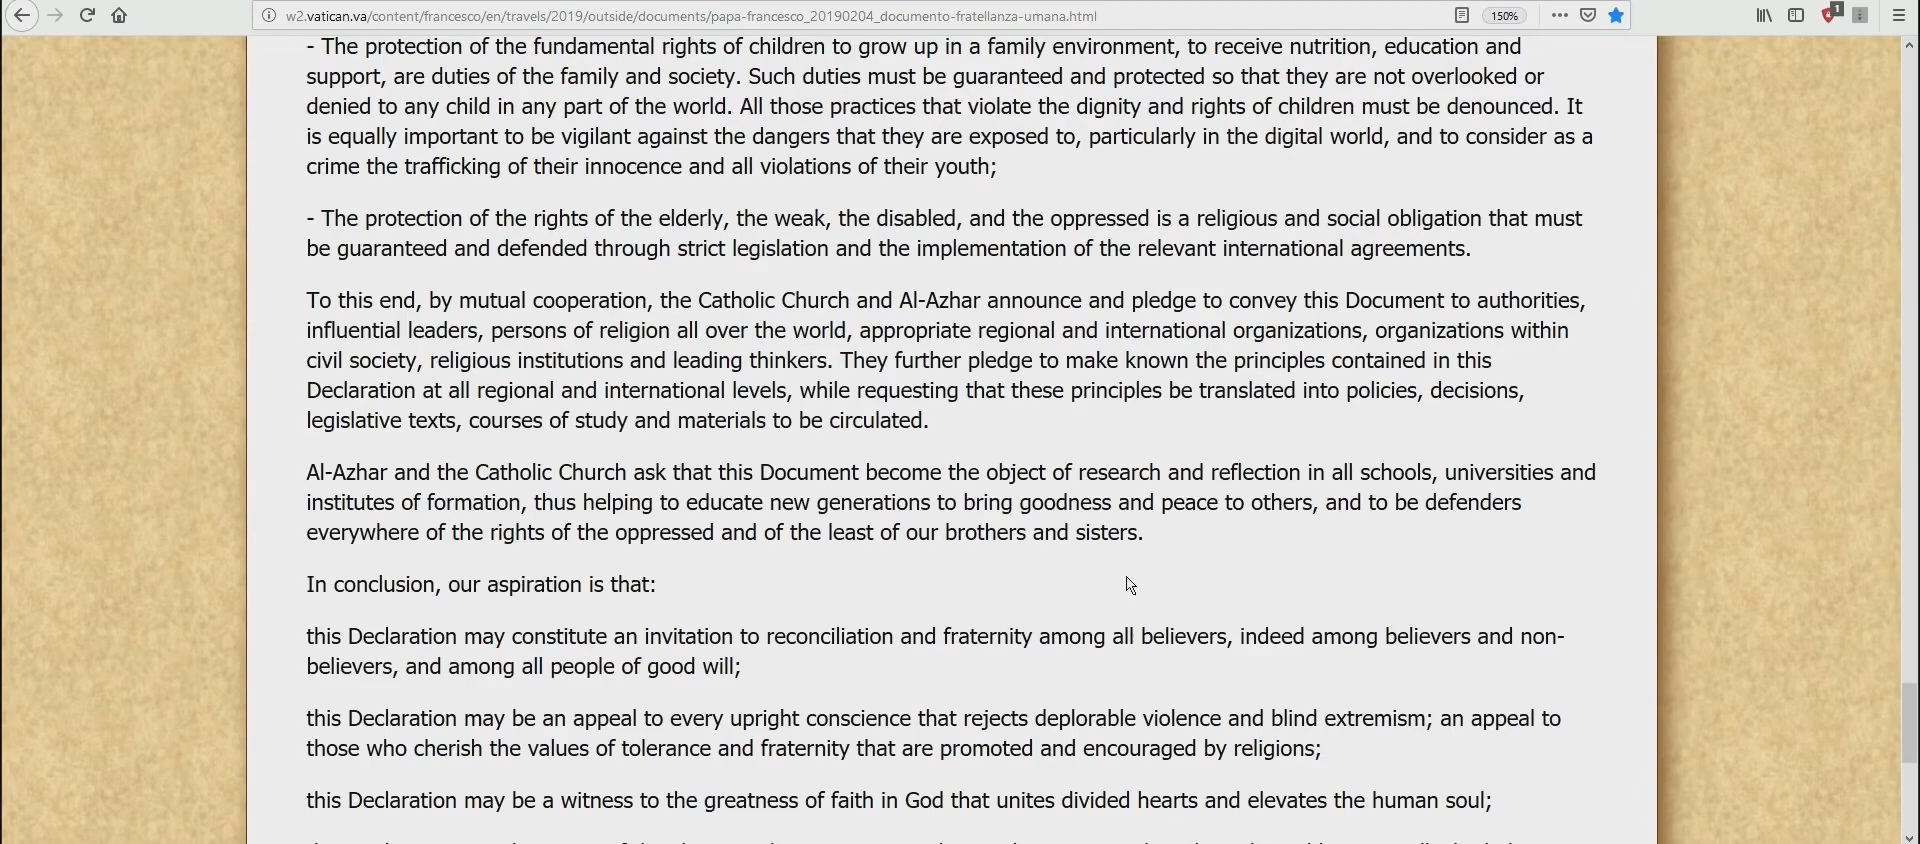 w2.vatican.va/content/francesco/en/travels/2019/outside/documents/papa-francesco_20190204_documento-fratellanza-umana.html
150%
1
- The protection of the fundamental rights of children to grow up in a family environment, to receive nutrition, education and
support, are duties of the family and society. Such duties must be guaranteed and protected so that they are not overlooked or
denied to any child in any part of the world. All those practices that violate the dignity and rights of children must be denounced. It
is equally important to be vigilant against the dangers that they are exposed to, particularly in the digital world, and to consider as a
crime the trafficking of their innocence and all violations of their youth;
- The protection of the rights of the elderly, the weak, the disabled, and the oppressed is a religious and social obligation that must
be guaranteed and defended through strict legislation and the implementation of the relevant international agreements.
To this end, by mutual cooperation, the Catholic Church and Al-Azhar announce and pledge to convey this Document to authorities,
influential leaders, persons of religion all over the world, appropriate regional and international organizations, organizations within
civil society, religious institutions and leading thinkers. They further pledge to make known the principles contained in this
Declaration at all regional and international levels, while requesting that these principles be translated into policies, decisions,
legislative texts, courses of study and materials to be circulated.
Al-Azhar and the Catholic Church ask that this Document become the object of research and reflection in all schools, universities and
institutes of formation, thus helping to educate new generations to bring goodness and peace to others, and to be defenders
everywhere of the rights of the oppressed and of the least of our brothers and sisters.
In conclusion, our aspiration is that:
this Declaration may constitute an invitation to reconciliation and fraternity among all believers, indeed among believers and non-
believers, and among all people of good will;
this Declaration may be an appeal to every upright conscience that rejects deplorable violence and blind extremism; an appeal to
those who cherish the values of tolerance and fraternity that are promoted and encouraged by religions;
this Declaration may be a witness to the greatness of faith in God that unites divided hearts and elevates the human soul;